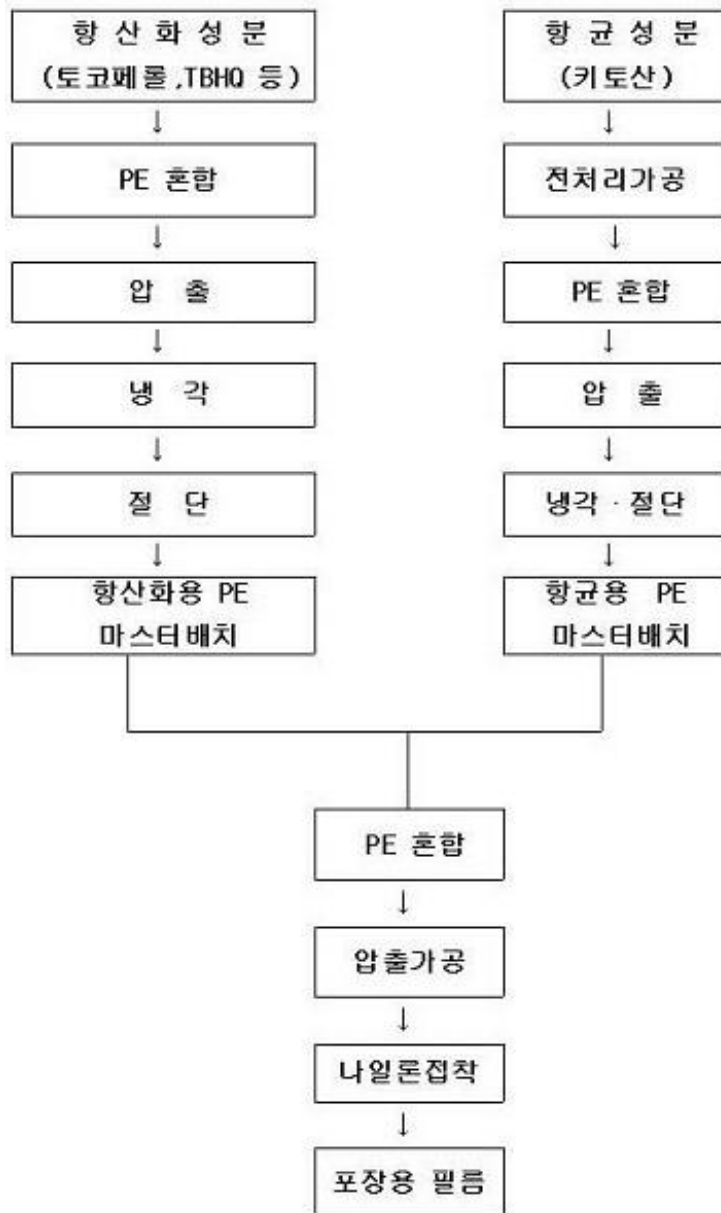 항 산 화 성 분
(토코페롤,TBHQ 등)
↓
PE 혼합
↓
압 출
↓
냉 각
↓
절 단
↓
항산화용 PE
마스터배치
항 균 성 분
(키토산)
↓
전처리가공
↓
PE 혼합
↓
압 출
↓
냉각 · 절단
↓
항균용 PE
마스터배치
PE 혼합
↓
압출가공
↓
나일론접착
↓
포장용 필름